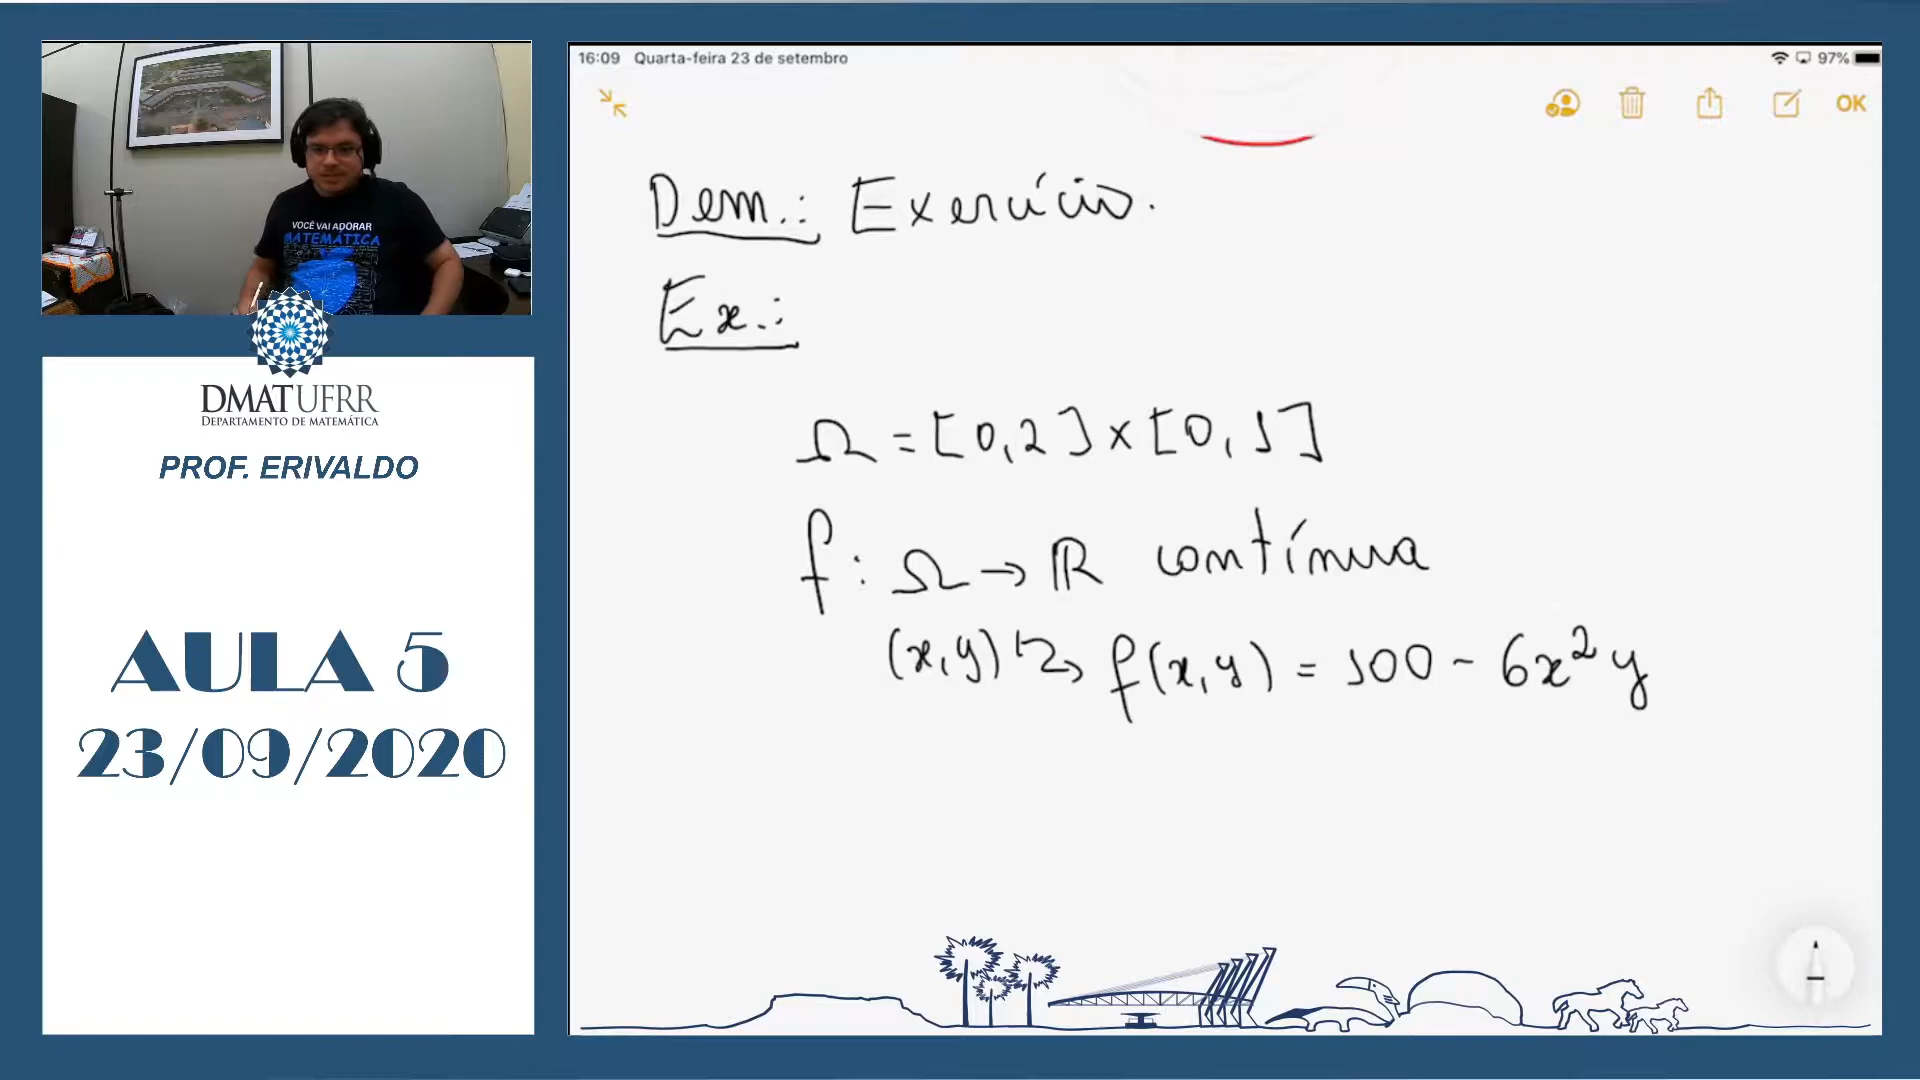 16:09 Quarta-feira 23 de setembro
97%
OK
VOCÊ VAI ADORAR
MATEMÁTICA
DMATUFRR
DEPARTAMENTO DE MATEMÁTICA
PROF. ERIVALDO
AULA 5
23/09/2020
Dem.: Exercício.
Ex.:
Ω = [0,2] × [0,1]
f: Ω → ℝ contínua
(x,y) ↦ f(x,y) = 100 - 6x²y